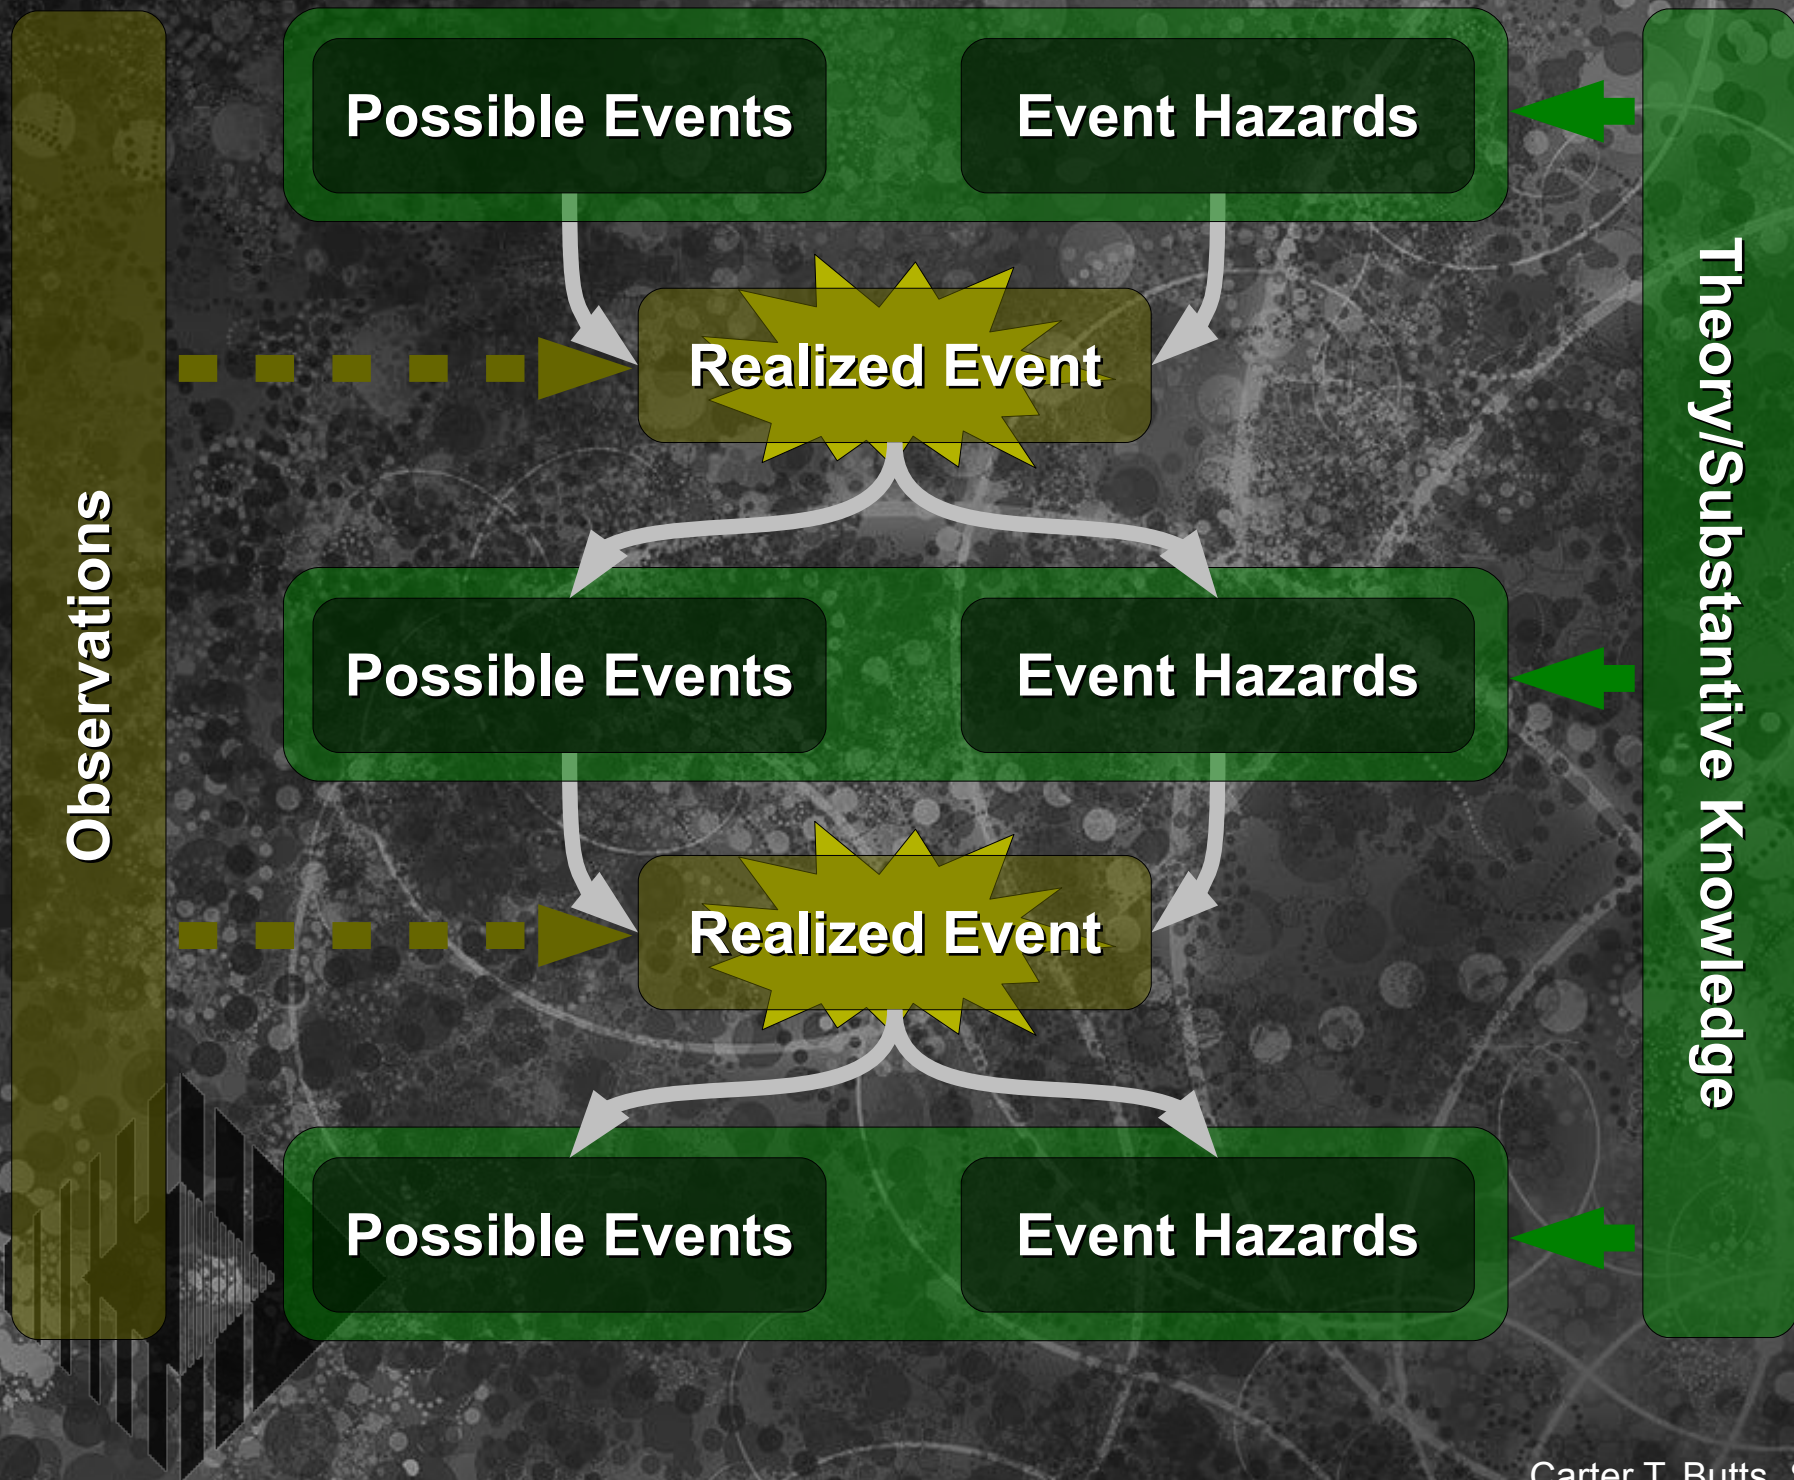 Observations
Possible Events
Event Hazards
Realized Event
Possible Events
Event Hazards
Realized Event
Possible Events
Event Hazards
Theory/Substantive Knowledge
Carter T. Butts